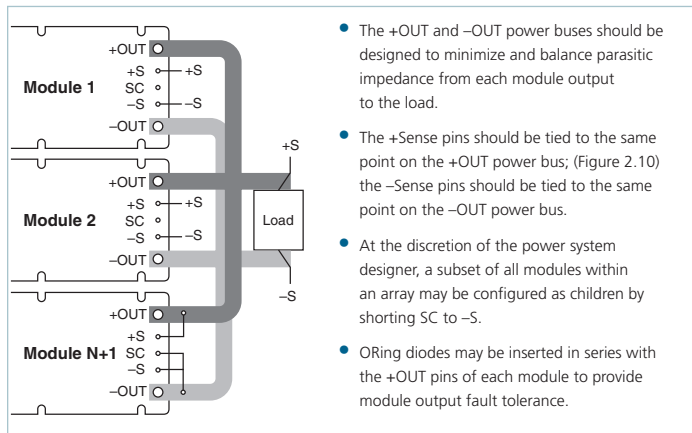 +OUT
+S +S
Module 1 SC
–S –S
–OUT
+OUT
+S +S
Module 2 SC
–S –S
–OUT
+OUT
+S
Module N+1 SC
–S
–OUT
+S
Load
–S
• The +OUT and –OUT power buses should be
designed to minimize and balance parasitic
impedance from each module output
to the load.
• The +Sense pins should be tied to the same
point on the +OUT power bus; (Figure 2.10)
the –Sense pins should be tied to the same
point on the –OUT power bus.
• At the discretion of the power system
designer, a subset of all modules within
an array may be configured as children by
shorting SC to –S.
• ORing diodes may be inserted in series with
the +OUT pins of each module to provide
module output fault tolerance.